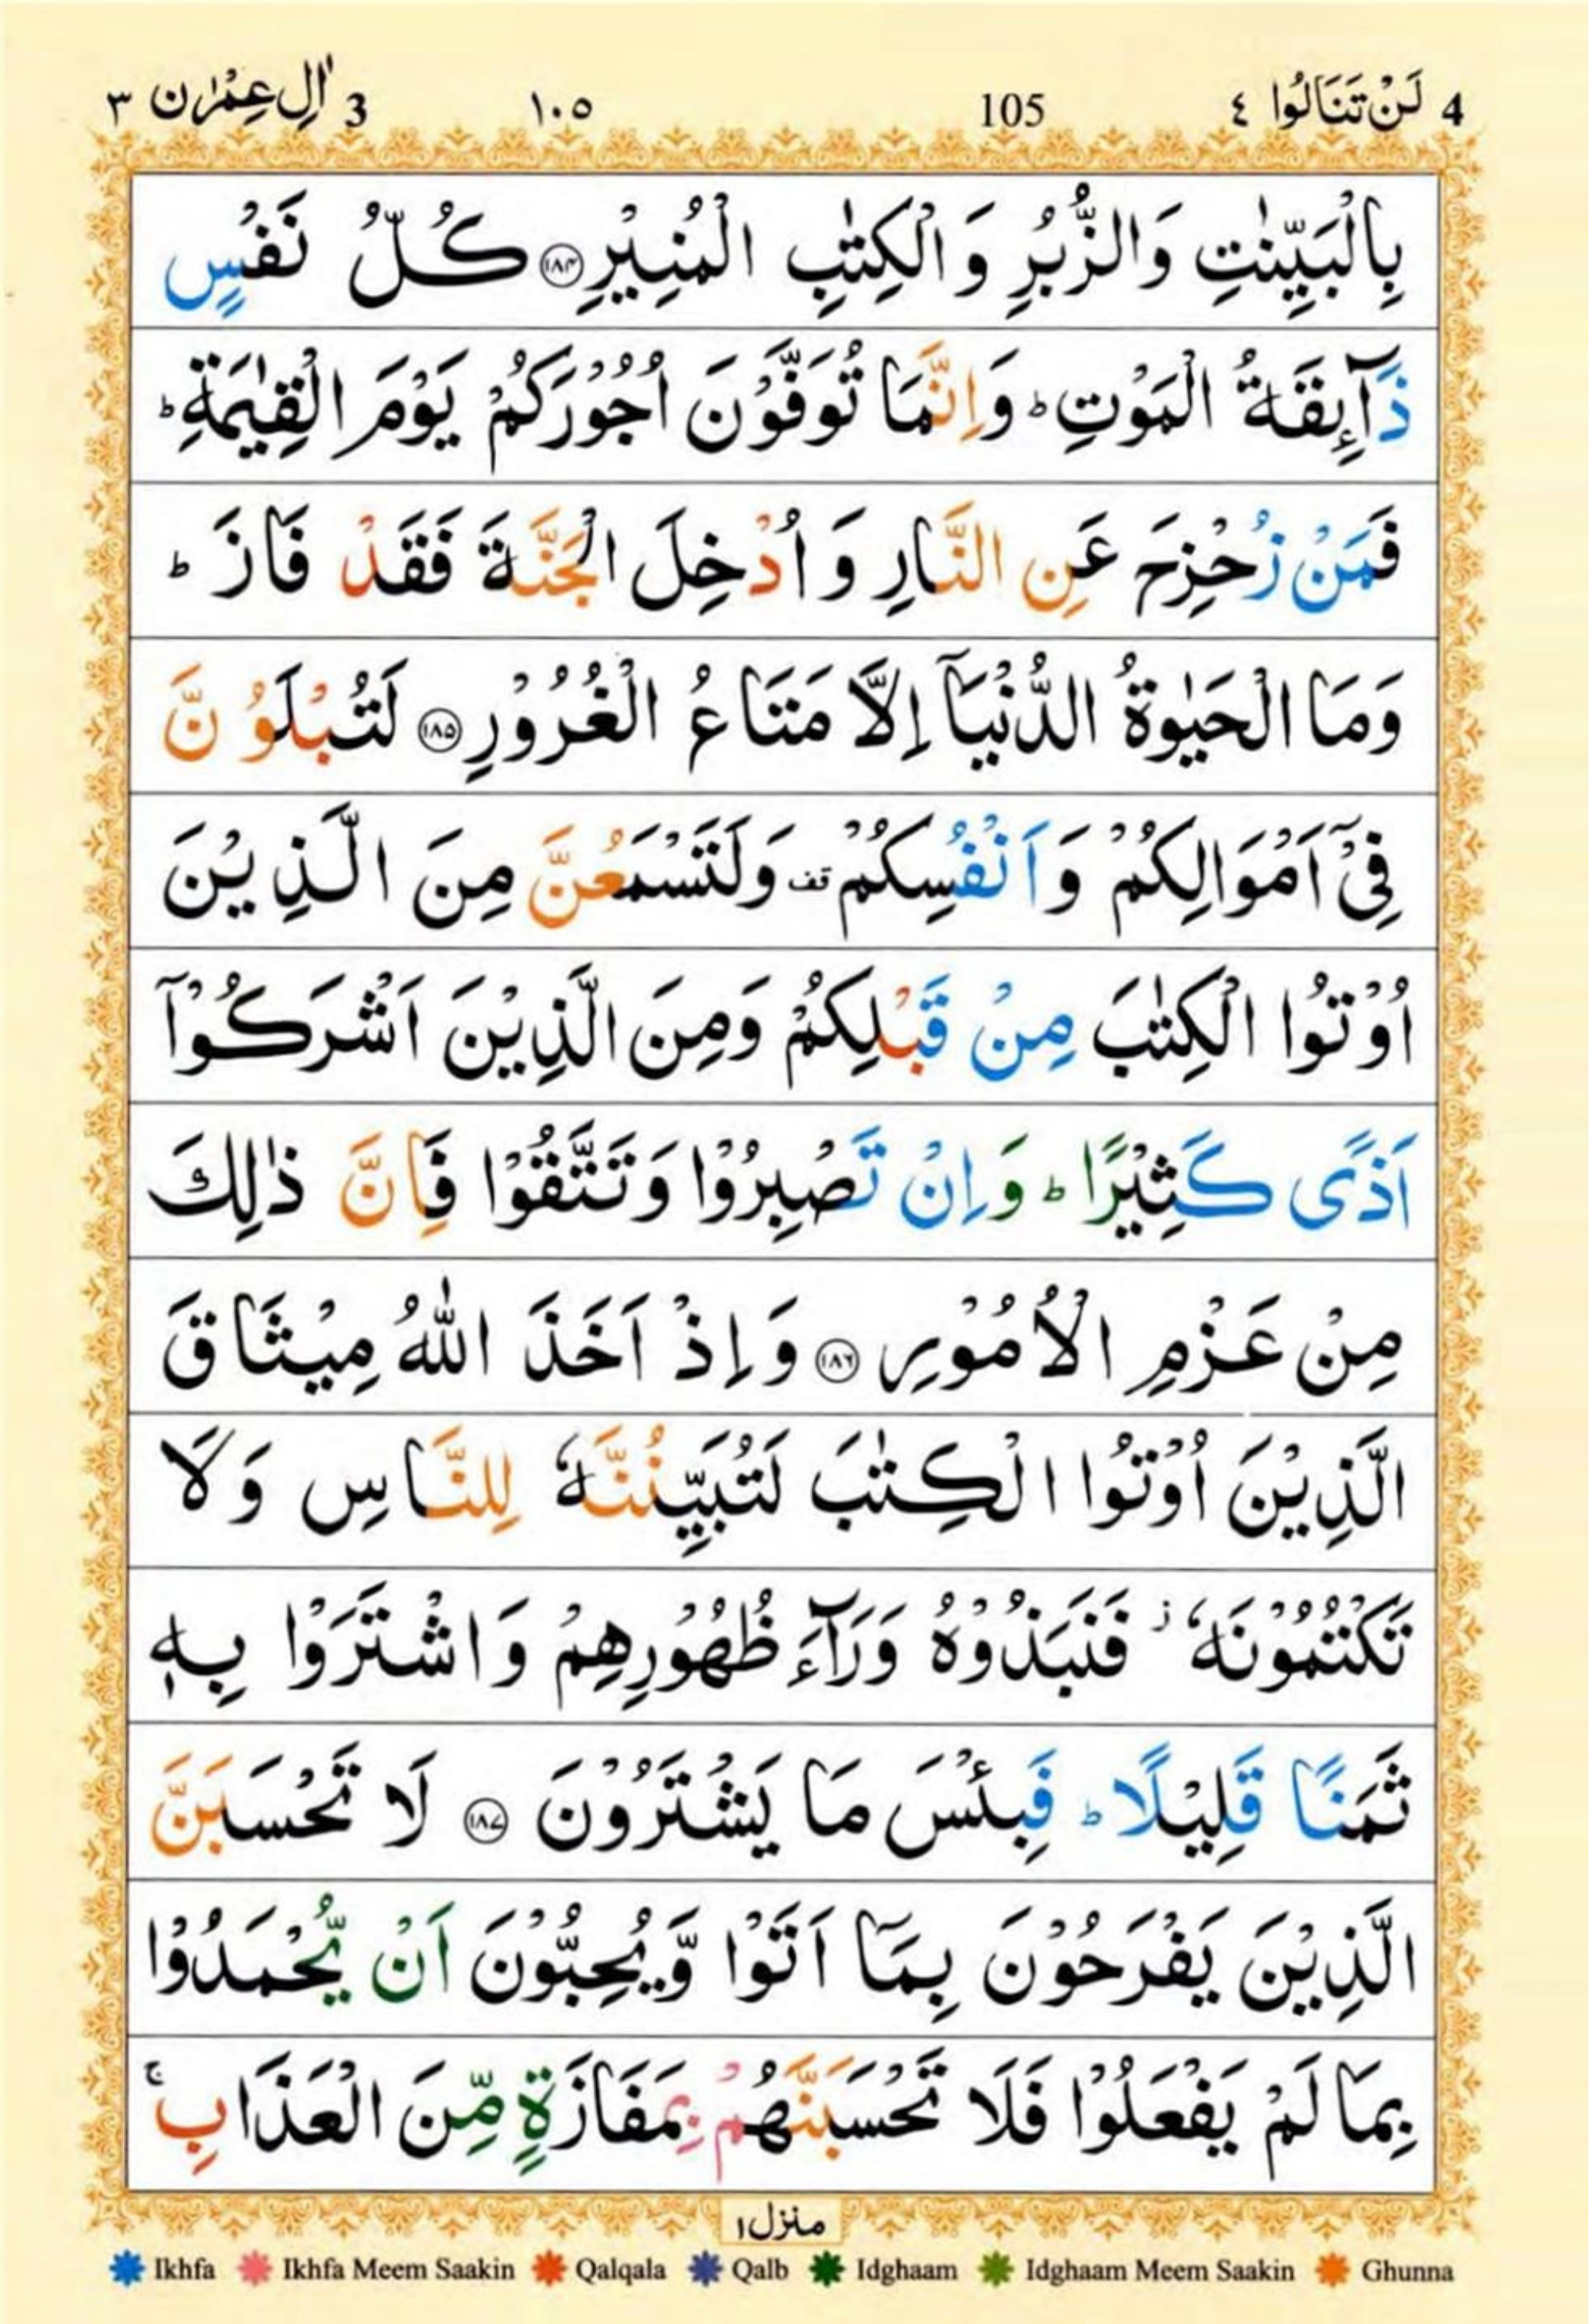 4 لَنْ تَنَالُوا ٤ 105 ١٠٥ 3 اٰلِ عِمْرٰن ٣
بِالْبَيِّنٰتِ وَالزُّبُرِ وَالْكِتٰبِ الْمُنِيْرِ ١٨٤ كُلُّ نَفْسٍ
ذَآئِقَةُ الْمَوْتِ ؕ وَاِنَّمَا تُوَفَّوْنَ اُجُوْرَكُمْ يَوْمَ الْقِيٰمَةِ ؕ
فَمَنْ زُحْزِحَ عَنِ النَّارِ وَاُدْخِلَ الْجَنَّةَ فَقَدْ فَازَ ؕ
وَمَا الْحَيٰوةُ الدُّنْيَآ اِلَّا مَتَاعُ الْغُرُوْرِ ١٨٥ لَتُبْلَوُنَّ
فِيْٓ اَمْوَالِكُمْ وَاَنْفُسِكُمْ قف وَلَتَسْمَعُنَّ مِنَ الَّذِيْنَ
اُوْتُوا الْكِتٰبَ مِنْ قَبْلِكُمْ وَمِنَ الَّذِيْنَ اَشْرَكُوْٓا
اَذًى كَثِيْرًا ؕ وَاِنْ تَصْبِرُوْا وَتَتَّقُوْا فَاِنَّ ذٰلِكَ
مِنْ عَزْمِ الْاُمُوْرِ ١٨٦ وَاِذْ اَخَذَ اللّٰهُ مِيْثَاقَ
الَّذِيْنَ اُوْتُوا الْكِتٰبَ لَتُبَيِّنُنَّهٗ لِلنَّاسِ وَلَا
تَكْتُمُوْنَهٗ ؗ فَنَبَذُوْهُ وَرَآءَ ظُهُوْرِهِمْ وَاشْتَرَوْا بِهٖ
ثَمَنًا قَلِيْلًا ؕ فَبِئْسَ مَا يَشْتَرُوْنَ ١٨٧ لَا تَحْسَبَنَّ
الَّذِيْنَ يَفْرَحُوْنَ بِمَآ اَتَوْا وَّيُحِبُّوْنَ اَنْ يُّحْمَدُوْا
بِمَا لَمْ يَفْعَلُوْا فَلَا تَحْسَبَنَّهُمْ بِمَفَازَةٍ مِّنَ الْعَذَابِ ۚ
منزل ١
Ikhfa Ikhfa Meem Saakin Qalqala Qalb Idghaam Idghaam Meem Saakin Ghunna